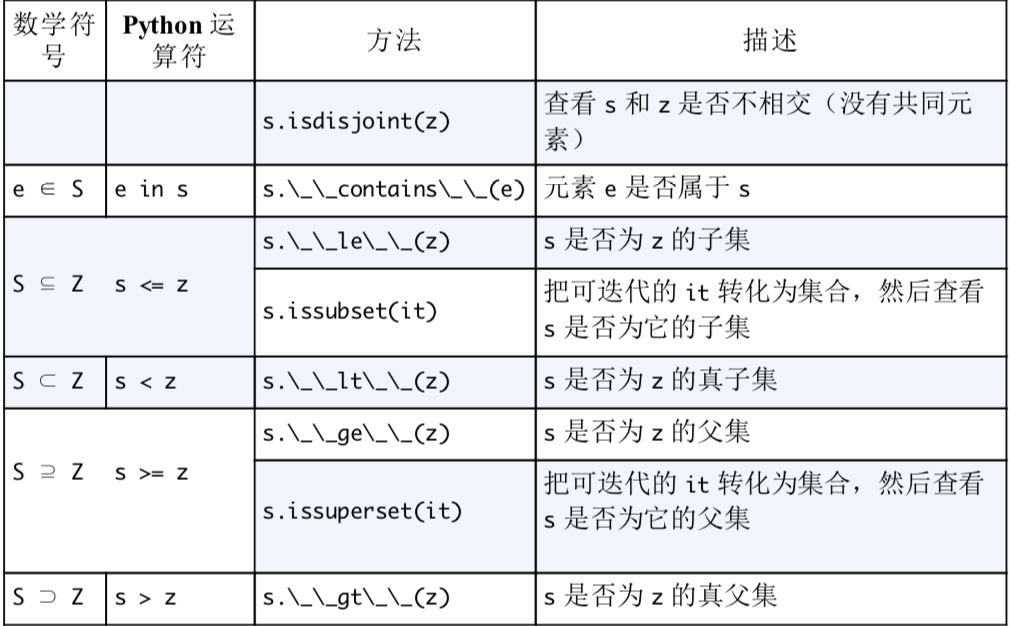 数学符号 Python 运算符 方法 描述
s.isdisjoint(z) 查看 s 和 z 是否不相交（没有共同元素）
e ∈ S e in s s.\_\_contains\_\_(e) 元素 e 是否属于 s
S ⊆ Z s <= z s.\_\_le\_\_(z) s 是否为 z 的子集
s.issubset(it) 把可迭代的 it 转化为集合，然后查看 s 是否为它的子集
S ⊂ Z s < z s.\_\_lt\_\_(z) s 是否为 z 的真子集
S ⊇ Z s >= z s.\_\_ge\_\_(z) s 是否为 z 的父集
s.issuperset(it) 把可迭代的 it 转化为集合，然后查看 s 是否为它的父集
S ⊃ Z s > z s.\_\_gt\_\_(z) s 是否为 z 的真父集